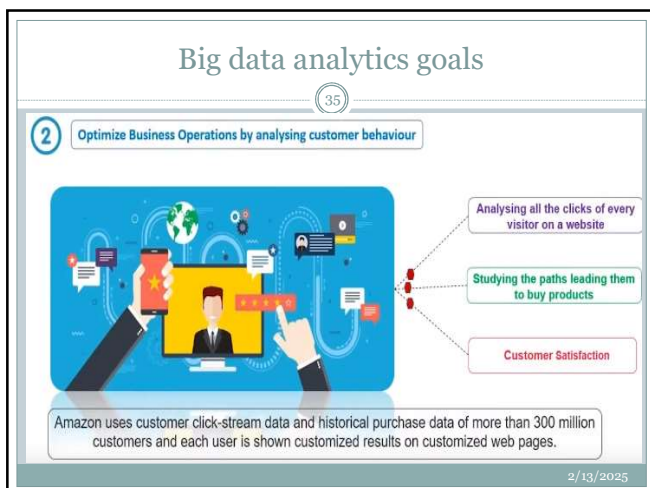 Big data analytics goals
35
2
Optimize Business Operations by analysing customer behaviour
Analysing all the clicks of every
visitor on a website
Studying the paths leading them
to buy products
Customer Satisfaction
Amazon uses customer click-stream data and historical purchase data of more than 300 million
customers and each user is shown customized results on customized web pages.
2/13/2025